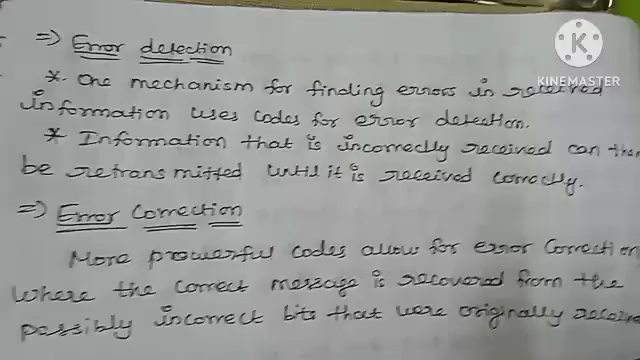 => Error detection
*. One mechanism for finding errors in received
information uses codes for error detection.
* Information that is incorrectly received can then
be retransmitted until it is received correctly.
=> Error Correction
More powerful codes allow for error correction
where the correct message is recovered from the
possibly incorrect bits that were originally receive
K
KINEMASTER